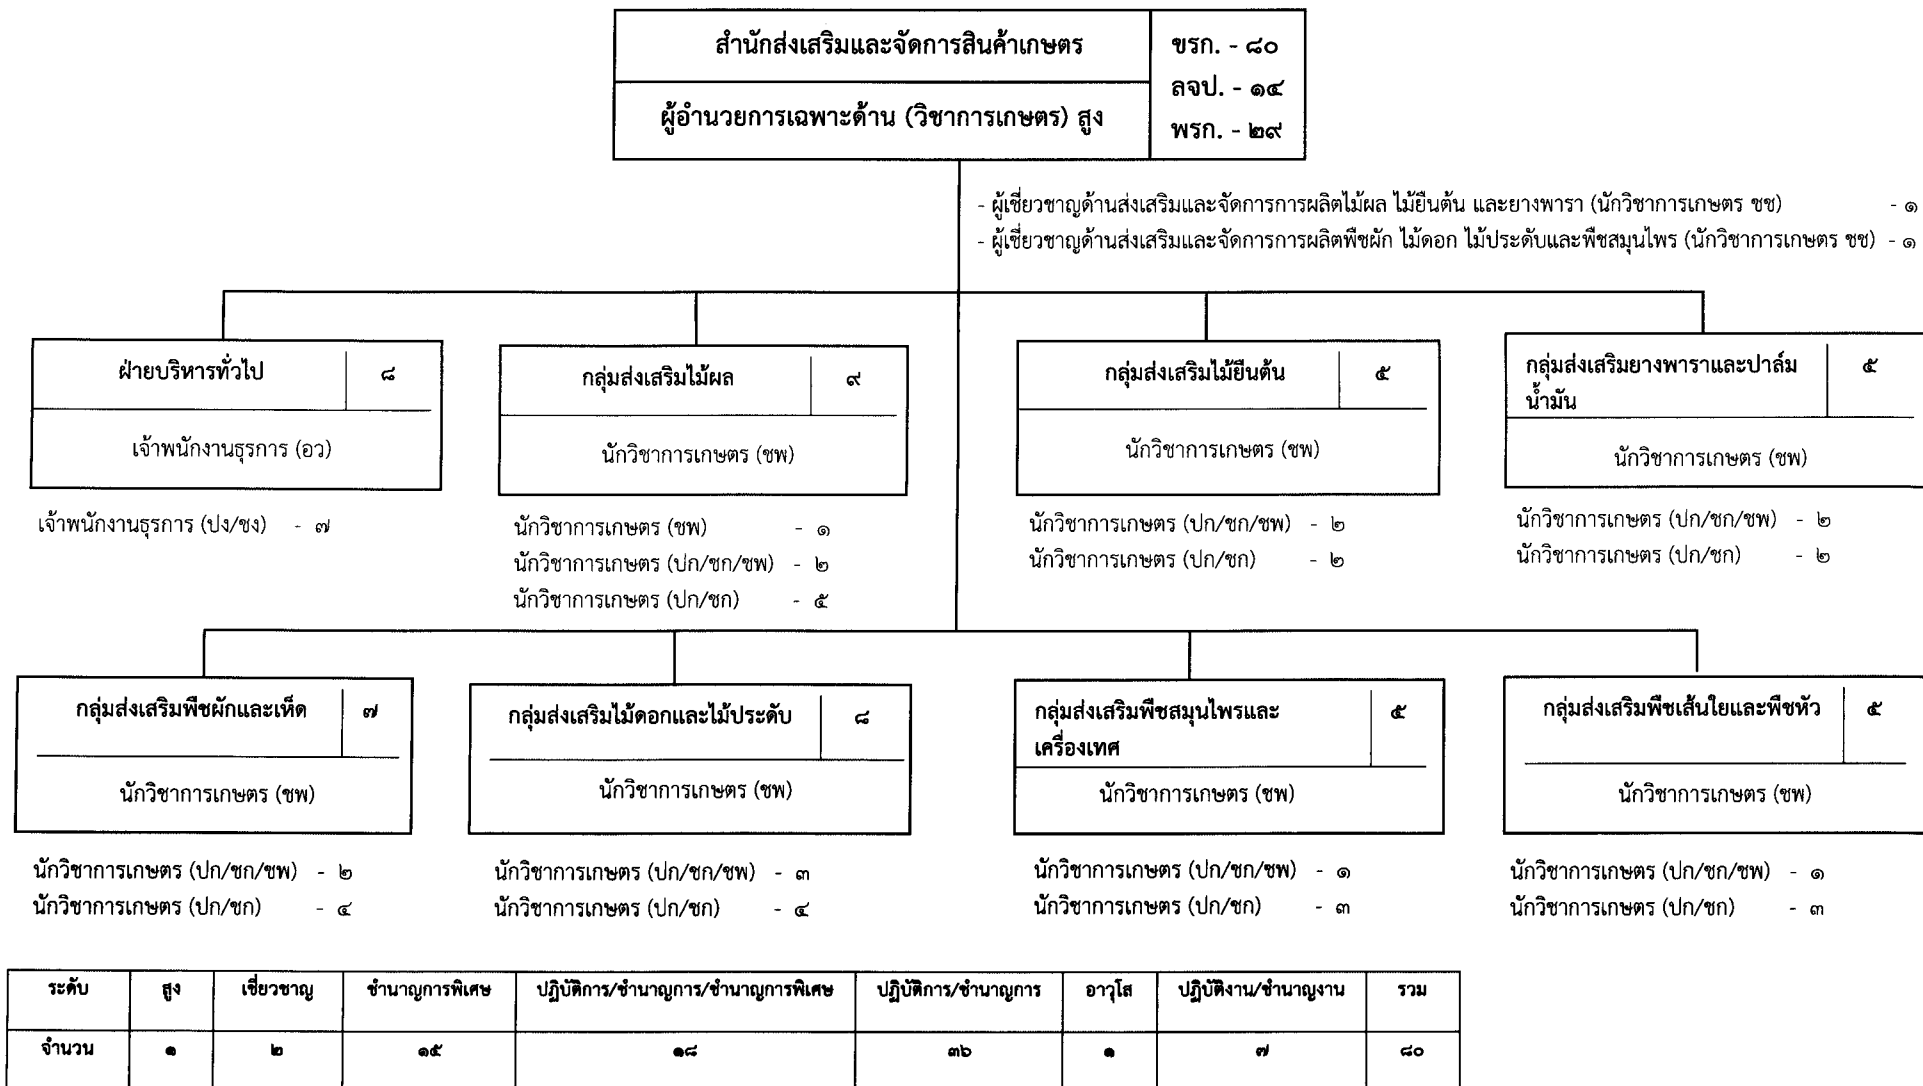 สำนักส่งเสริมและจัดการสินค้าเกษตร
ผู้อำนวยการเฉพาะด้าน (วิชาการเกษตร) สูง
ขรก. - ๘๐
ลจป. - ๑๔
พรก. - ๒๙
- ผู้เชี่ยวชาญด้านส่งเสริมและจัดการการผลิตไม้ผล ไม้ยืนต้น และยางพารา (นักวิชาการเกษตร ชช) - ๑
- ผู้เชี่ยวชาญด้านส่งเสริมและจัดการการผลิตพืชผัก ไม้ดอก ไม้ประดับและพืชสมุนไพร (นักวิชาการเกษตร ชช) - ๑
ฝ่ายบริหารทั่วไป ๘
เจ้าพนักงานธุรการ (อว)
เจ้าพนักงานธุรการ (ปง/ชง) - ๗
กลุ่มส่งเสริมไม้ผล ๙
นักวิชาการเกษตร (ชพ)
นักวิชาการเกษตร (ชพ) - ๑
นักวิชาการเกษตร (ปก/ชก/ชพ) - ๒
นักวิชาการเกษตร (ปก/ชก) - ๕
กลุ่มส่งเสริมไม้ยืนต้น ๕
นักวิชาการเกษตร (ชพ)
นักวิชาการเกษตร (ปก/ชก/ชพ) - ๒
นักวิชาการเกษตร (ปก/ชก) - ๒
กลุ่มส่งเสริมยางพาราและปาล์ม ๕
น้ำมัน
นักวิชาการเกษตร (ชพ)
นักวิชาการเกษตร (ปก/ชก/ชพ) - ๒
นักวิชาการเกษตร (ปก/ชก) - ๒
กลุ่มส่งเสริมพืชผักและเห็ด ๗
นักวิชาการเกษตร (ชพ)
นักวิชาการเกษตร (ปก/ชก/ชพ) - ๒
นักวิชาการเกษตร (ปก/ชก) - ๔
กลุ่มส่งเสริมไม้ดอกและไม้ประดับ ๘
นักวิชาการเกษตร (ชพ)
นักวิชาการเกษตร (ปก/ชก/ชพ) - ๓
นักวิชาการเกษตร (ปก/ชก) - ๔
กลุ่มส่งเสริมพืชสมุนไพรและ ๕
เครื่องเทศ
นักวิชาการเกษตร (ชพ)
นักวิชาการเกษตร (ปก/ชก/ชพ) - ๑
นักวิชาการเกษตร (ปก/ชก) - ๓
กลุ่มส่งเสริมพืชเส้นใยและพืชหัว ๕
นักวิชาการเกษตร (ชพ)
นักวิชาการเกษตร (ปก/ชก/ชพ) - ๑
นักวิชาการเกษตร (ปก/ชก) - ๓
ระดับ สูง เชี่ยวชาญ ชำนาญการพิเศษ ปฏิบัติการ/ชำนาญการ/ชำนาญการพิเศษ ปฏิบัติการ/ชำนาญการ อาวุโส ปฏิบัติงาน/ชำนาญงาน รวม
จำนวน ๑ ๒ ๑๕ ๑๘ ๓๖ ๑ ๗ ๘๐